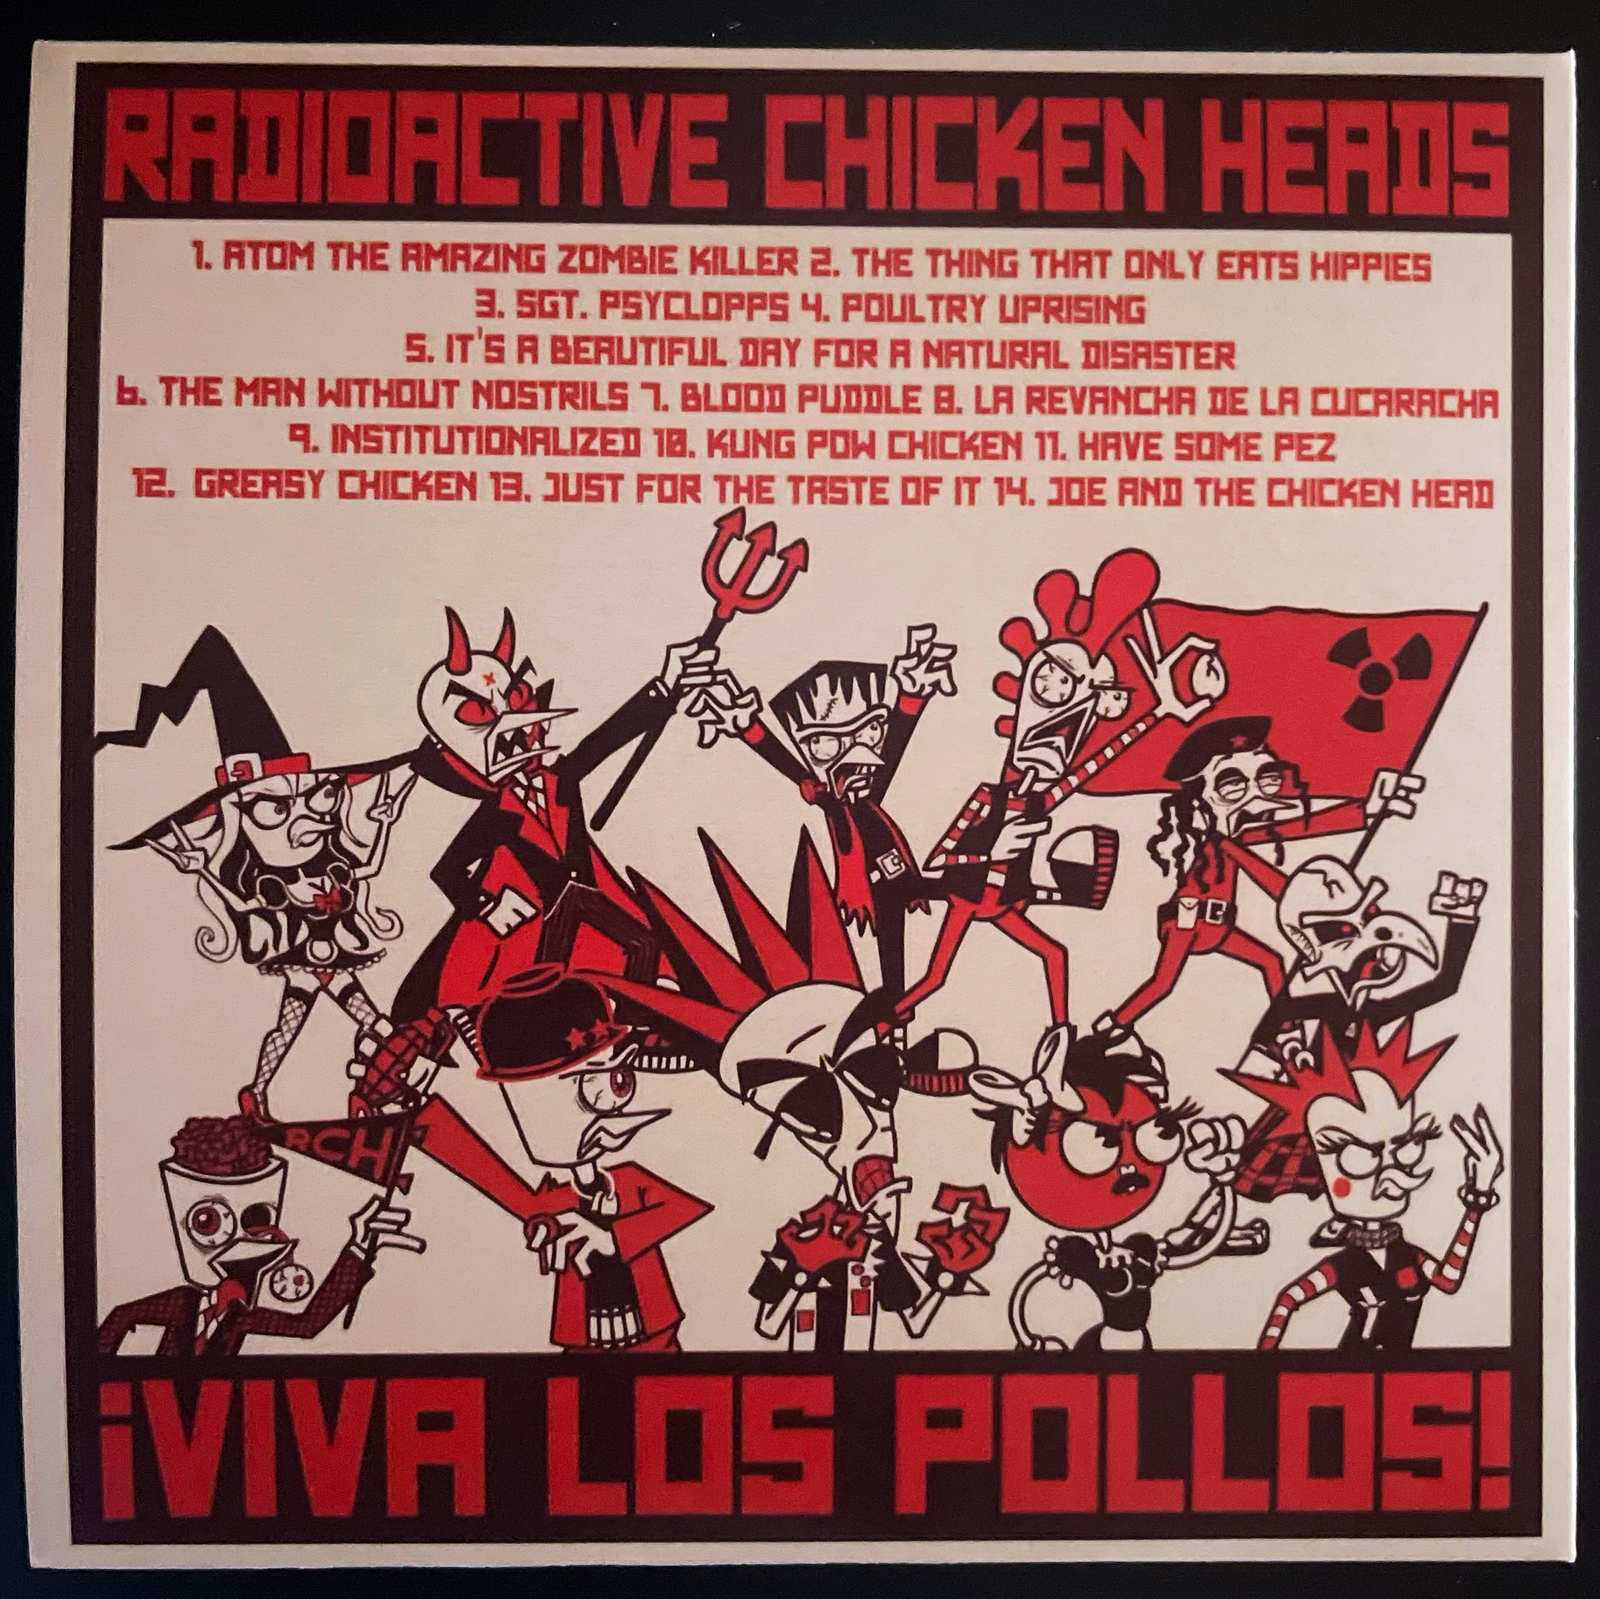 RADIOACTIVE CHICKEN HEADS
1. ATOM THE AMAZING ZOMBIE KILLER 2. THE THING THAT ONLY EATS HIPPIES
3. SGT. PSYCLOPPS 4. POULTRY UPRISING
5. IT'S A BEAUTIFUL DAY FOR A NATURAL DISASTER
6. THE MAN WITHOUT NOSTRILS 7. BLOOD PUDDLE 8. LA REVANCHA DE LA CUCARACHA
9. INSTITUTIONALIZED 10. KUNG POW CHICKEN 11. HAVE SOME PEZ
12. GREASY CHICKEN 13. JUST FOR THE TASTE OF IT 14. JOE AND THE CHICKEN HEAD
RCH
¡VIVA LOS POLLOS!